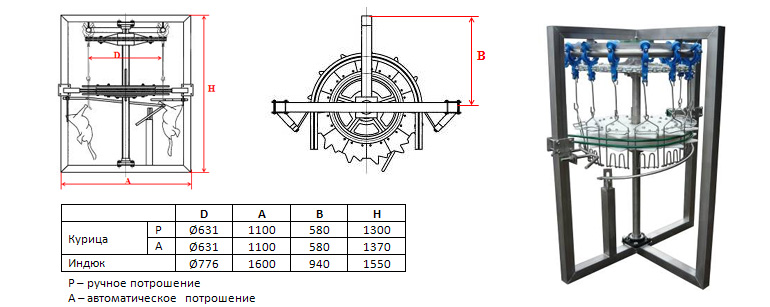 D
H
A
B
D A B H
Курица Р Ø631 1100 580 1300
А Ø631 1100 580 1370
Индюк Ø776 1600 940 1550
Р – ручное потрошение
А – автоматическое потрошение